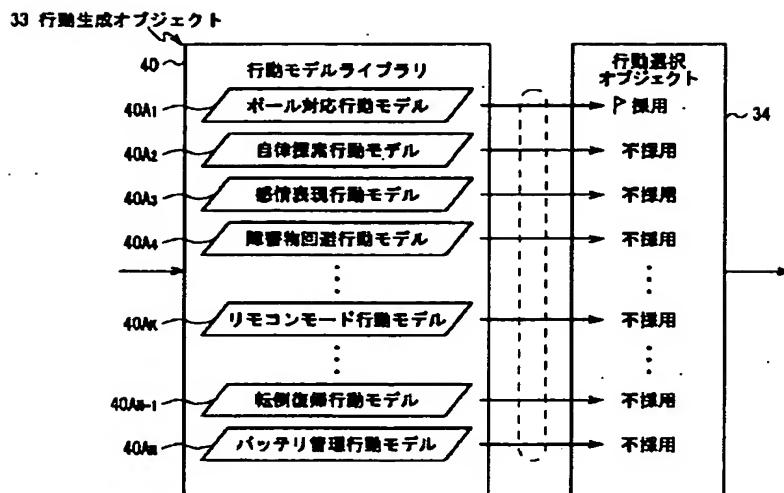 33 行動生成オブジェクト
40
行動モデルライブラリ
行動選択
オブジェクト
34
40A1
ボール対応行動モデル
採用
40A2
自律探索行動モデル
不採用
40A3
感情表現行動モデル
不採用
40A4
障害物回避行動モデル
不採用
40AK
リモコンモード行動モデル
不採用
40Am-1
転倒復帰行動モデル
不採用
40Am
バッテリ管理行動モデル
不採用